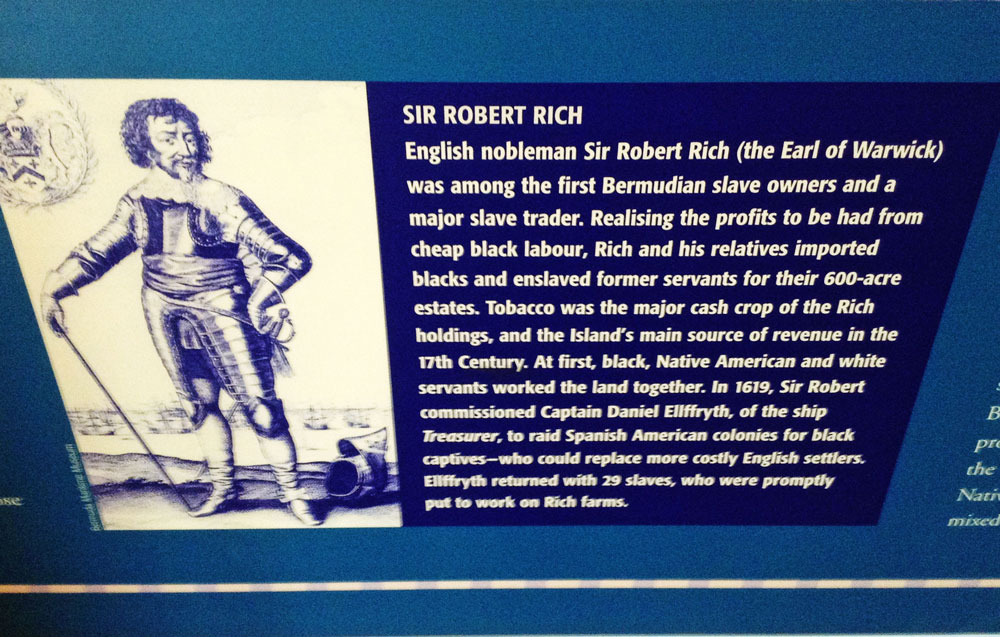 SIR ROBERT RICH
English nobleman Sir Robert Rich (the Earl of Warwick)
was among the first Bermudian slave owners and a
major slave trader. Realising the profits to be had from
cheap black labour, Rich and his relatives imported
blacks and enslaved former servants for their 600-acre
estates. Tobacco was the major cash crop of the Rich
holdings, and the Island's main source of revenue in the
17th Century. At first, black, Native American and white
servants worked the land together. In 1619, Sir Robert
commissioned Captain Daniel Ellffryth, of the ship
Treasurer, to raid Spanish American colonies for black
captives—who could replace more costly English settlers.
Ellffryth returned with 29 slaves, who were promptly
put to work on Rich farms.
B
pro
the
Nativ
mixed